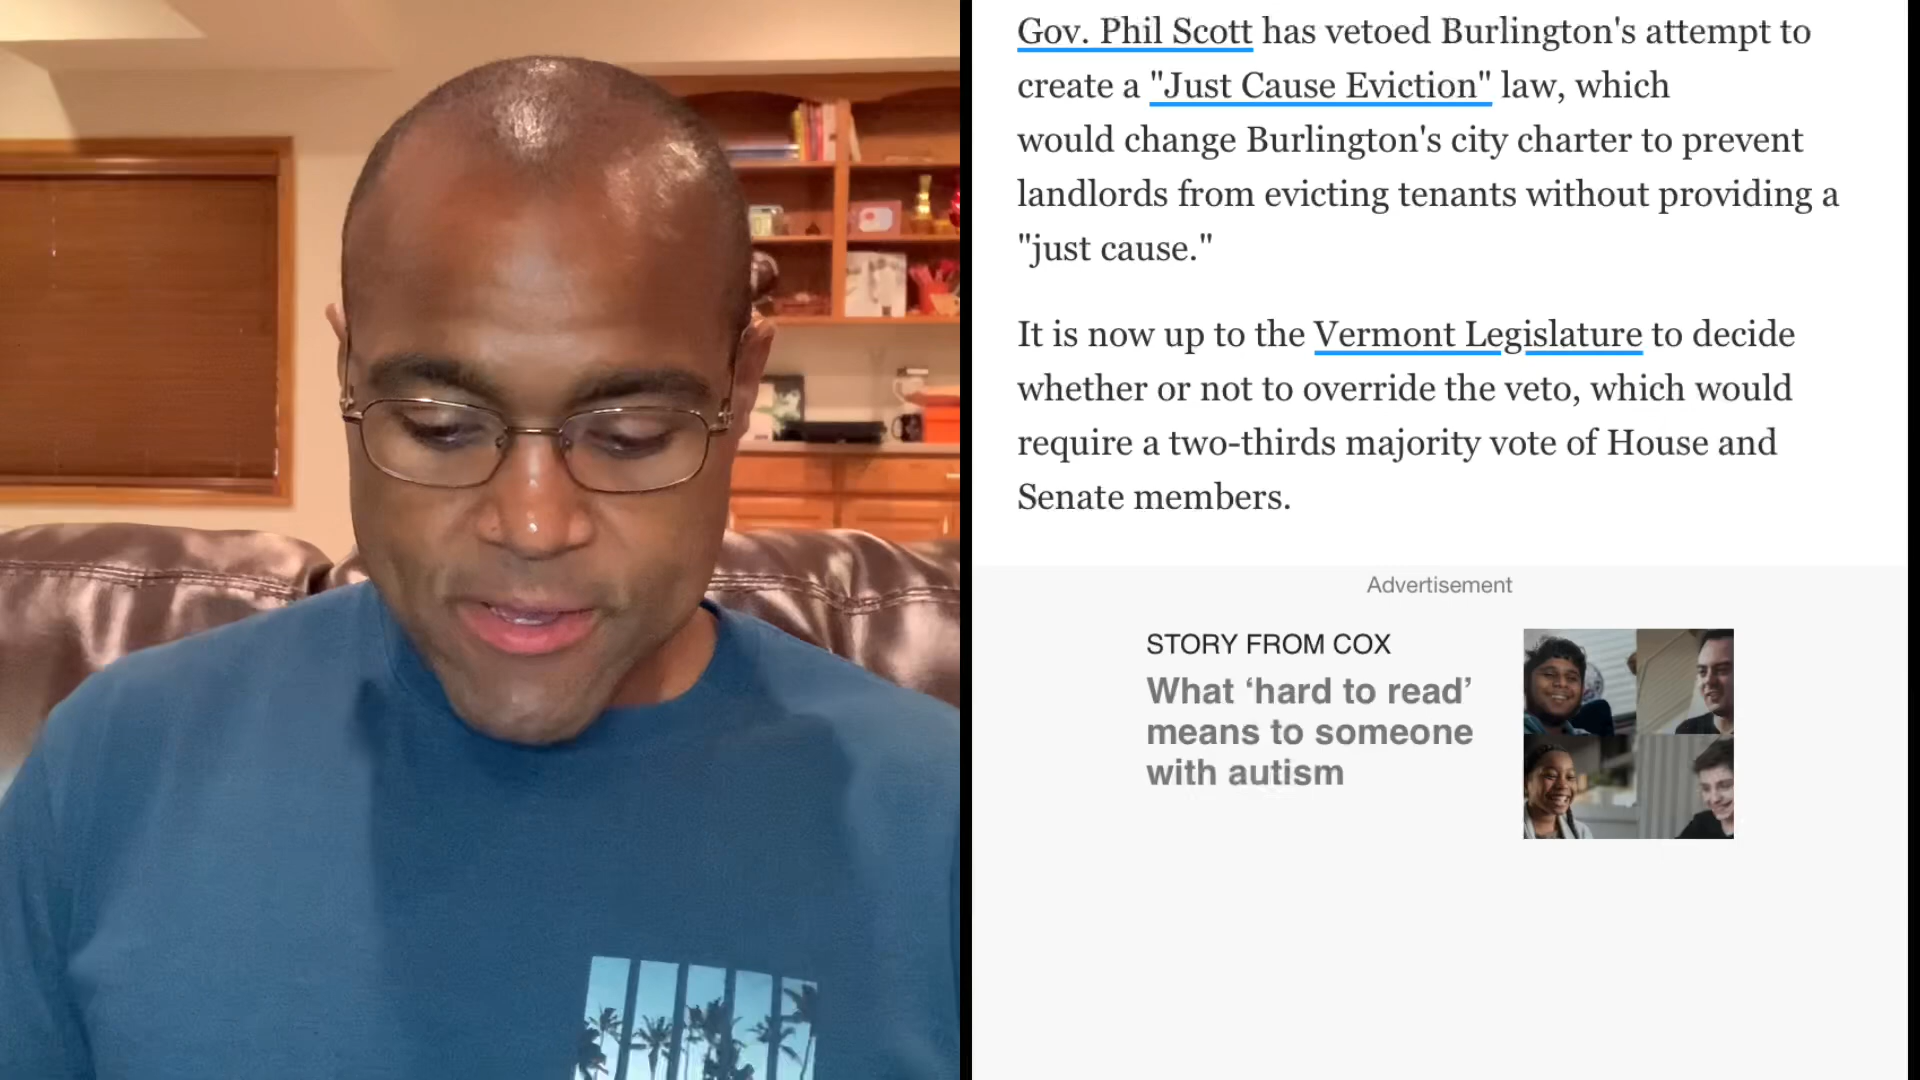 Gov. Phil Scott has vetoed Burlington's attempt to
create a "Just Cause Eviction" law, which
would change Burlington's city charter to prevent
landlords from evicting tenants without providing a
"just cause."
It is now up to the Vermont Legislature to decide
whether or not to override the veto, which would
require a two-thirds majority vote of House and
Senate members.
Advertisement
STORY FROM COX
What ‘hard to read’
means to someone
with autism